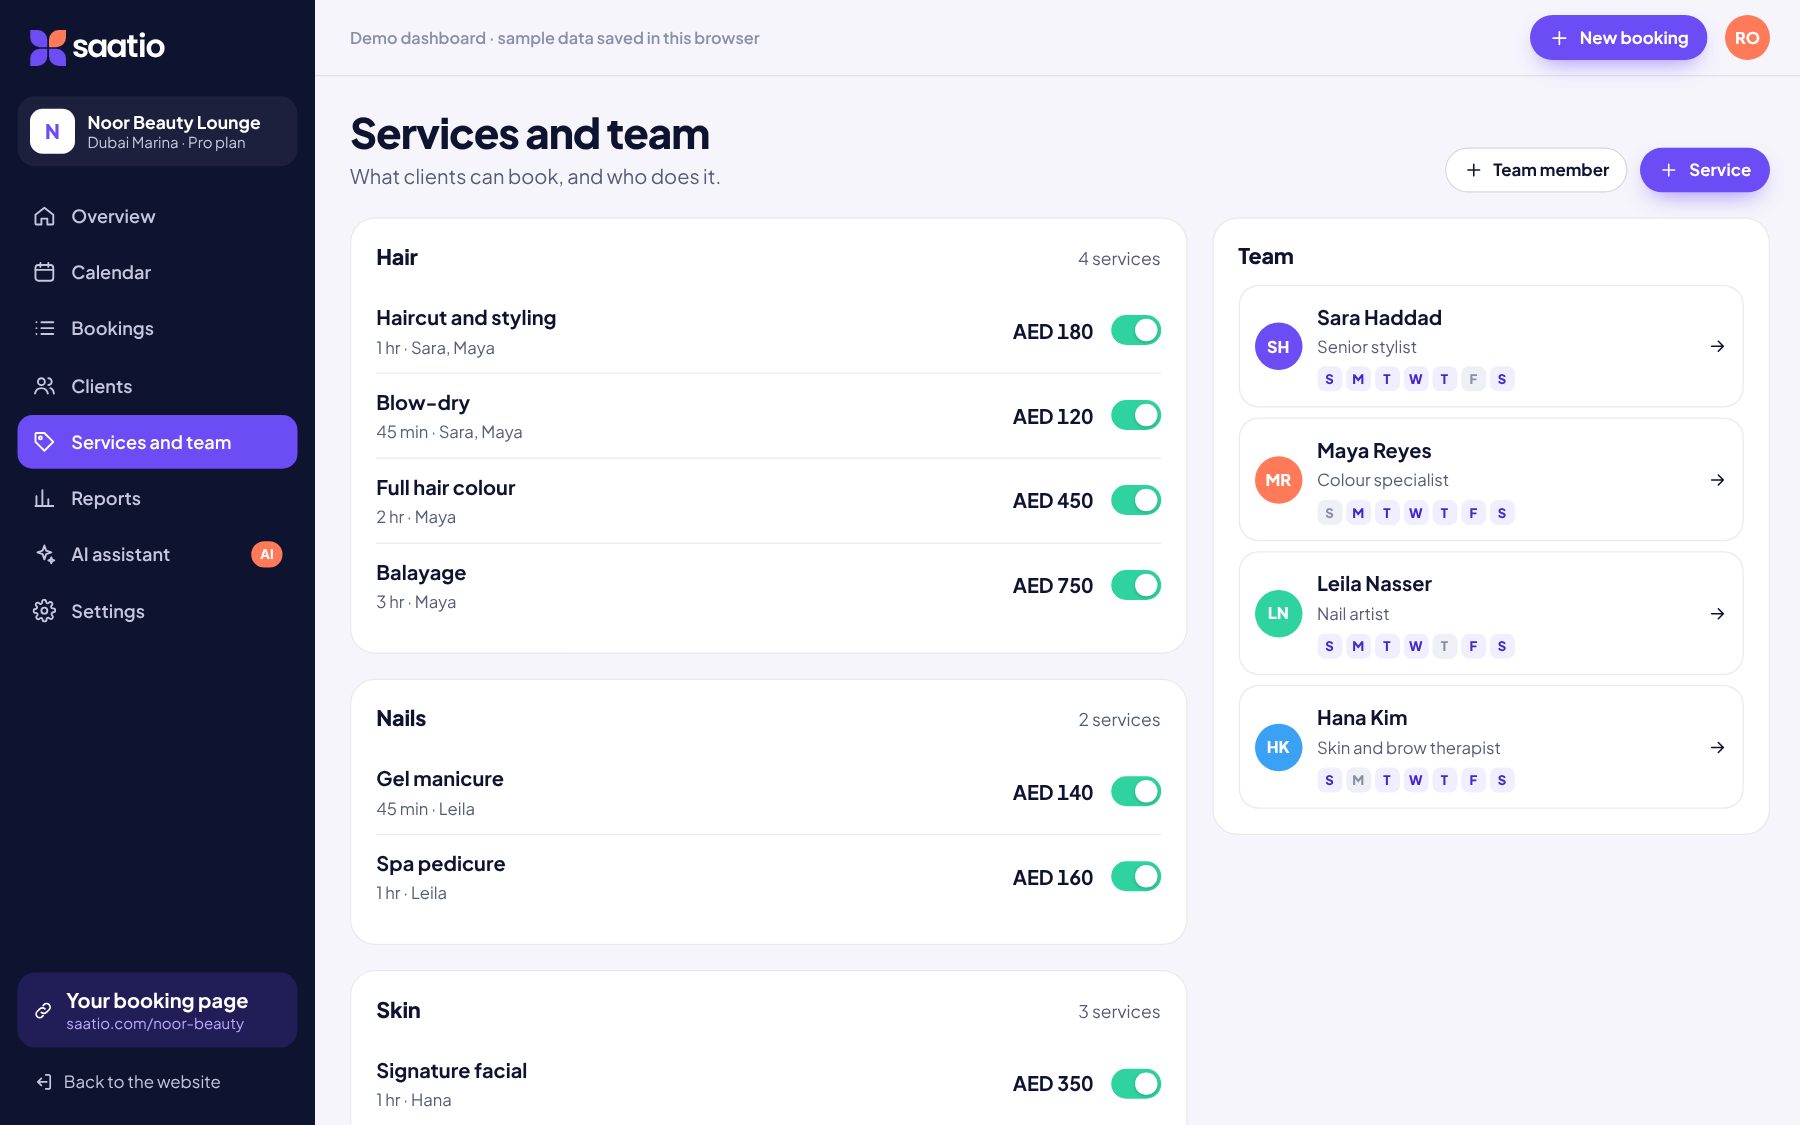 saatio
N
Noor Beauty Lounge
Dubai Marina · Pro plan
Overview
Calendar
Bookings
Clients
Services and team
Reports
AI assistant
AI
Settings
Your booking page
saatio.com/noor-beauty
Back to the website
Demo dashboard · sample data saved in this browser
New booking
RO
Services and team
What clients can book, and who does it.
Team member
Service
Hair
4 services
Haircut and styling
1 hr · Sara, Maya
AED 180
Blow-dry
45 min · Sara, Maya
AED 120
Full hair colour
2 hr · Maya
AED 450
Balayage
3 hr · Maya
AED 750
Nails
2 services
Gel manicure
45 min · Leila
AED 140
Spa pedicure
1 hr · Leila
AED 160
Skin
3 services
Signature facial
1 hr · Hana
AED 350
Team
SH
Sara Haddad
Senior stylist
S M T W T F S
MR
Maya Reyes
Colour specialist
S M T W T F S
LN
Leila Nasser
Nail artist
S M T W T F S
HK
Hana Kim
Skin and brow therapist
S M T W T F S